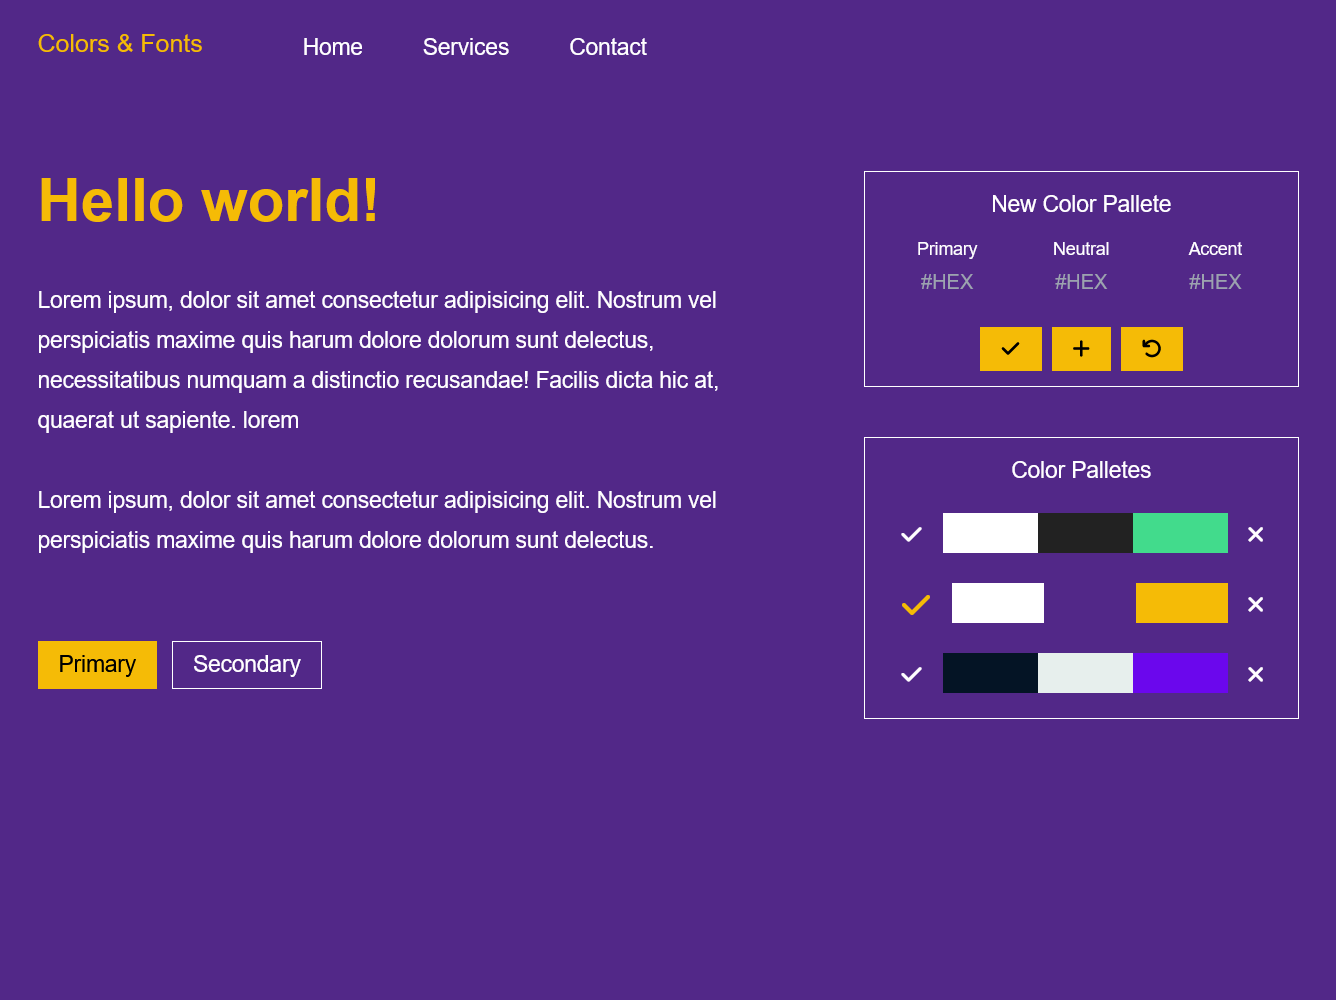 Colors & Fonts
Home
Services
Contact
Hello world!
Lorem ipsum, dolor sit amet consectetur adipisicing elit. Nostrum vel
perspiciatis maxime quis harum dolore dolorum sunt delectus,
necessitatibus numquam a distinctio recusandae! Facilis dicta hic at,
quaerat ut sapiente. lorem
Lorem ipsum, dolor sit amet consectetur adipisicing elit. Nostrum vel
perspiciatis maxime quis harum dolore dolorum sunt delectus.
Primary
Secondary
New Color Pallete
Primary
Neutral
Accent
#HEX
#HEX
#HEX
Color Palletes